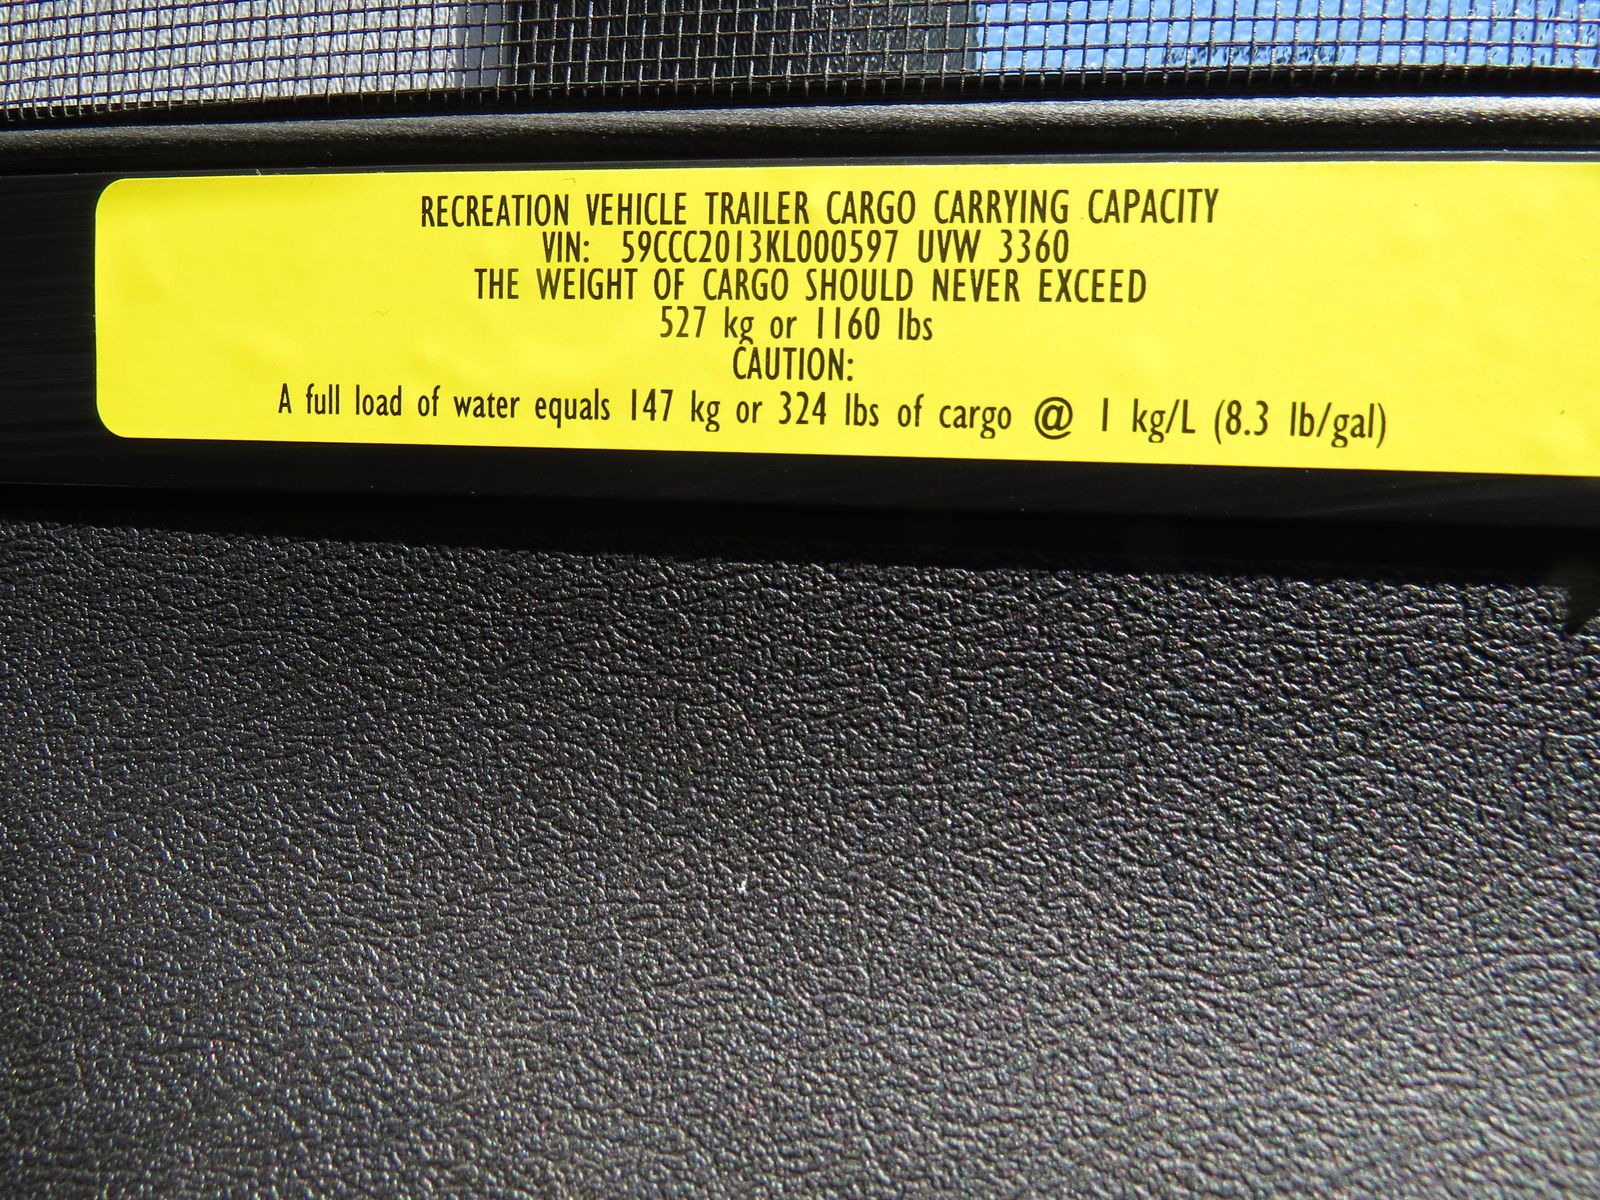 RECREATION VEHICLE TRAILER CARGO CARRYING CAPACITY
VIN: 59CCC2013KL000597 UVW 3360
THE WEIGHT OF CARGO SHOULD NEVER EXCEED
527 kg or 1160 lbs
CAUTION:
A full load of water equals 147 kg or 324 lbs of cargo @ 1 kg/L (8.3 lb/gal)